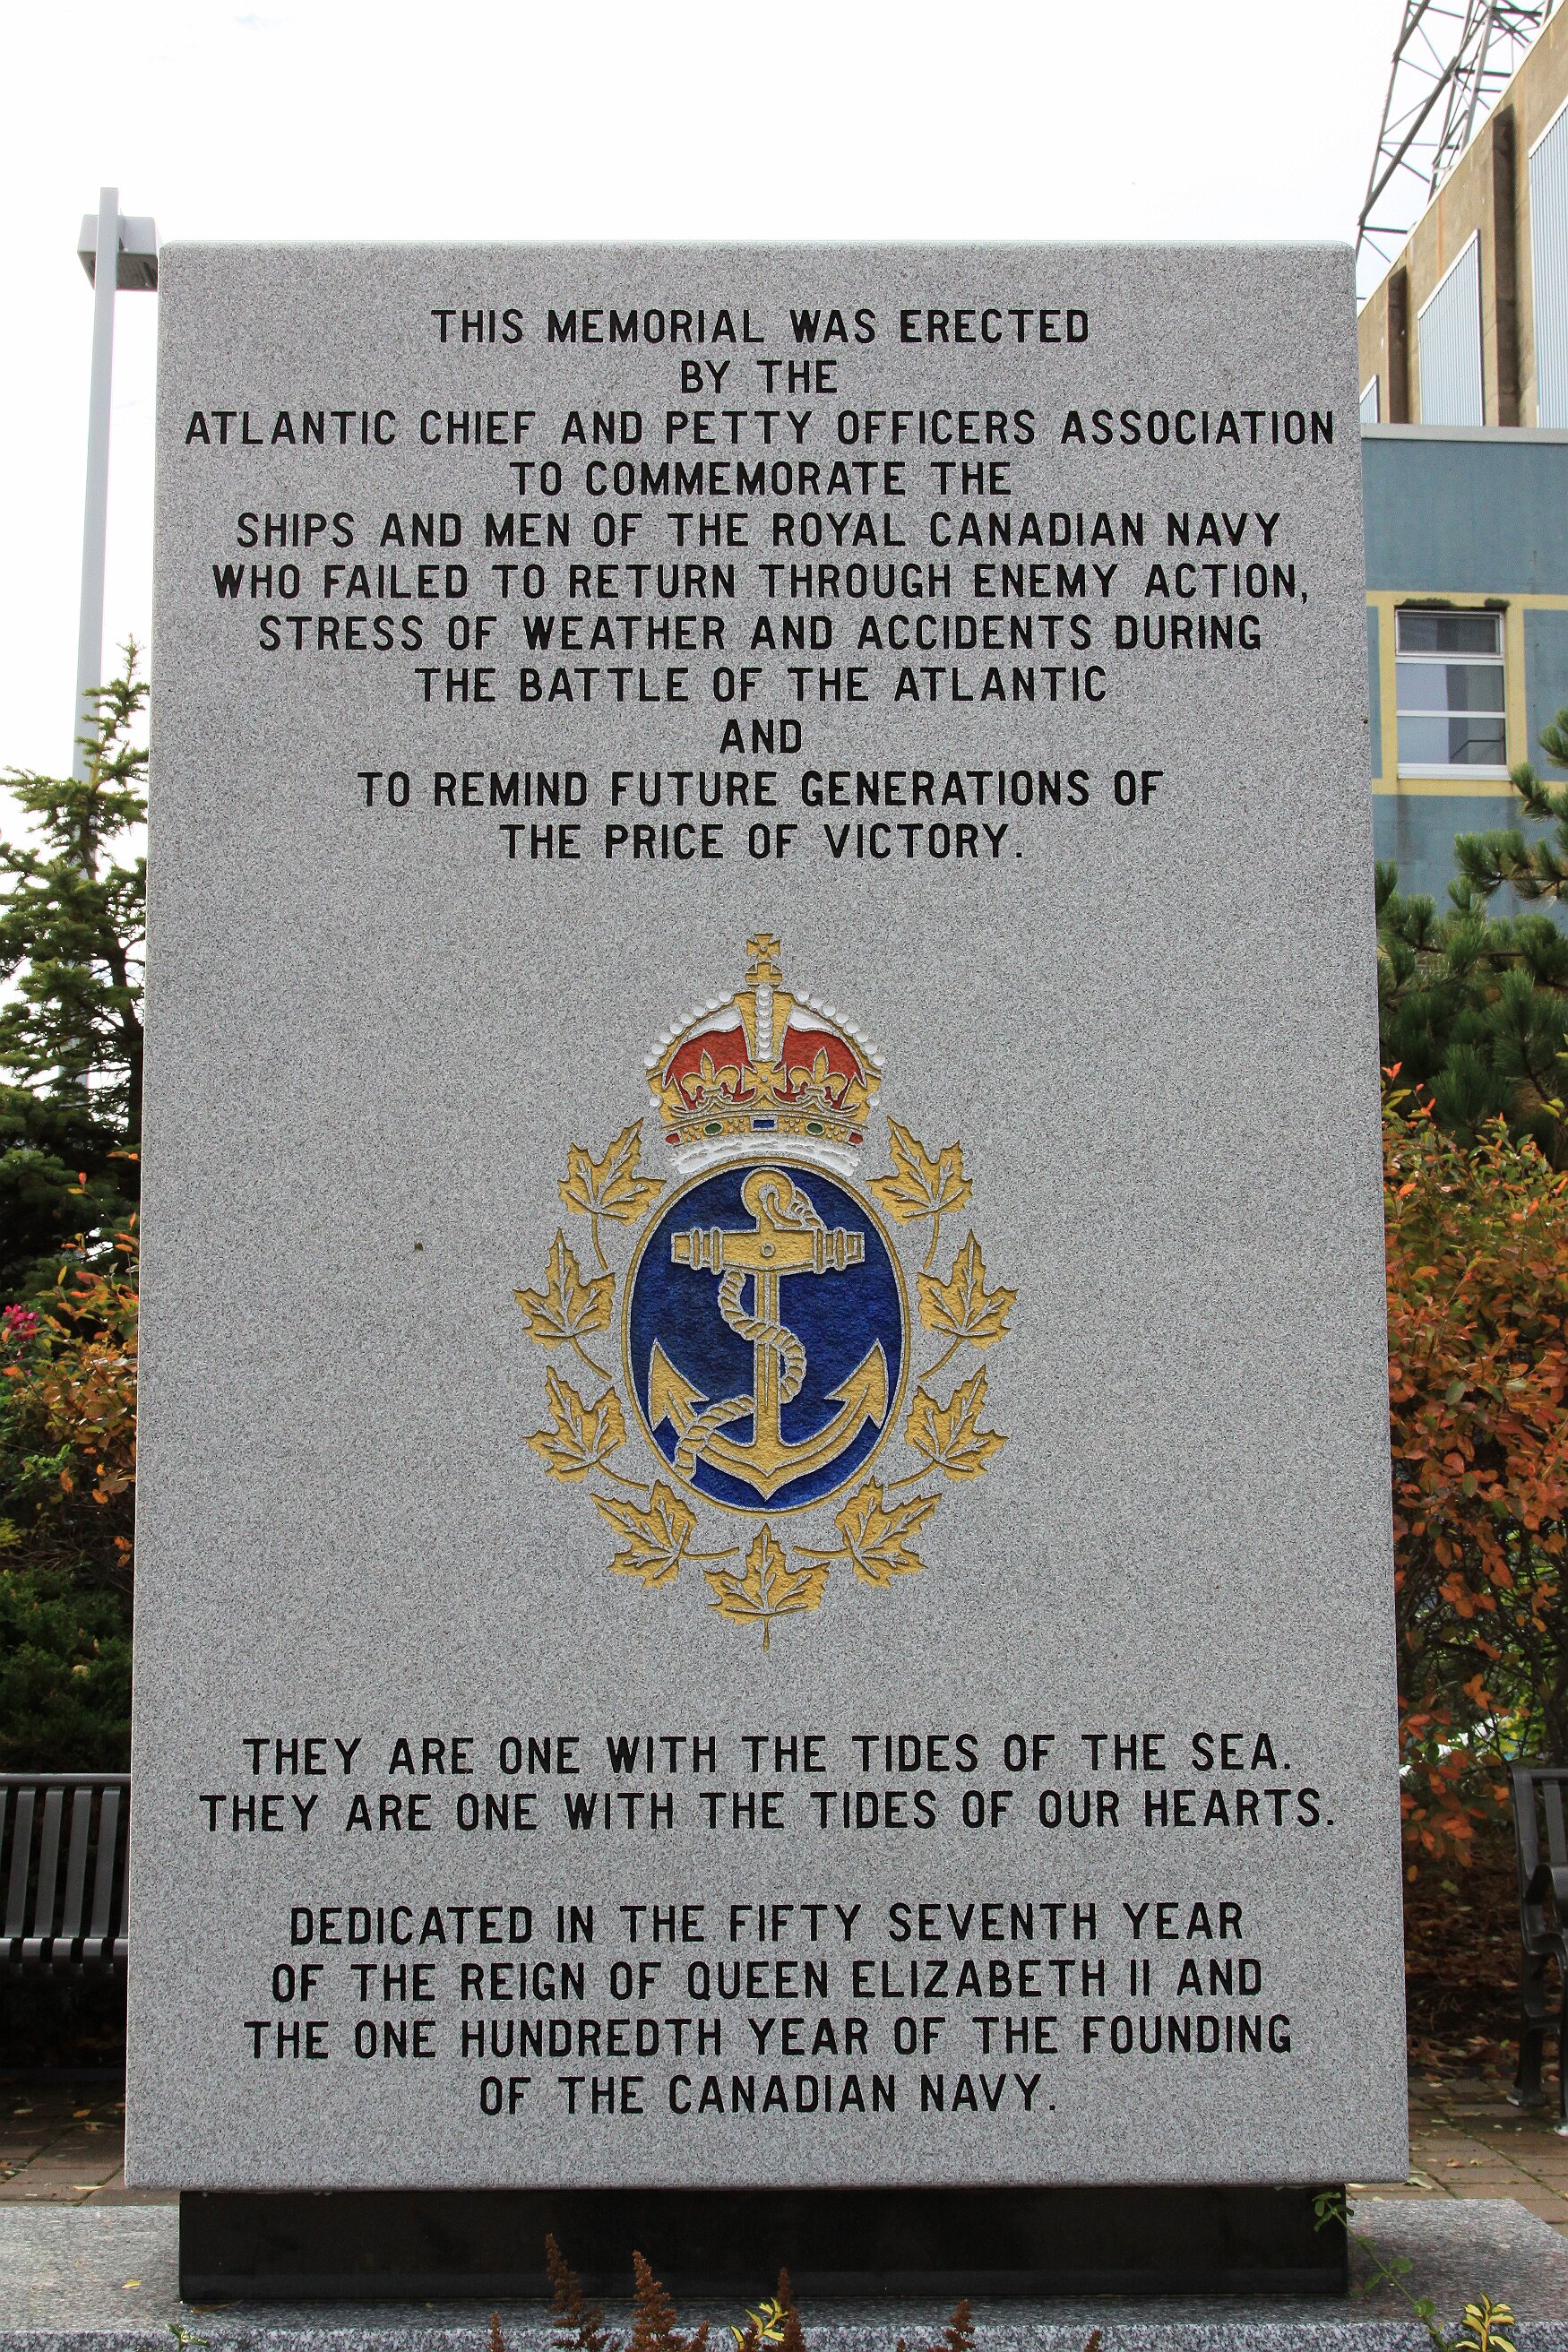 THIS MEMORIAL WAS ERECTED
BY THE
ATLANTIC CHIEF AND PETTY OFFICERS ASSOCIATION
TO COMMEMORATE THE
SHIPS AND MEN OF THE ROYAL CANADIAN NAVY
WHO FAILED TO RETURN THROUGH ENEMY ACTION,
STRESS OF WEATHER AND ACCIDENTS DURING
THE BATTLE OF THE ATLANTIC
AND
TO REMIND FUTURE GENERATIONS OF
THE PRICE OF VICTORY.
THEY ARE ONE WITH THE TIDES OF THE SEA.
THEY ARE ONE WITH THE TIDES OF OUR HEARTS.
DEDICATED IN THE FIFTY SEVENTH YEAR
OF THE REIGN OF QUEEN ELIZABETH II AND
THE ONE HUNDREDTH YEAR OF THE FOUNDING
OF THE CANADIAN NAVY.